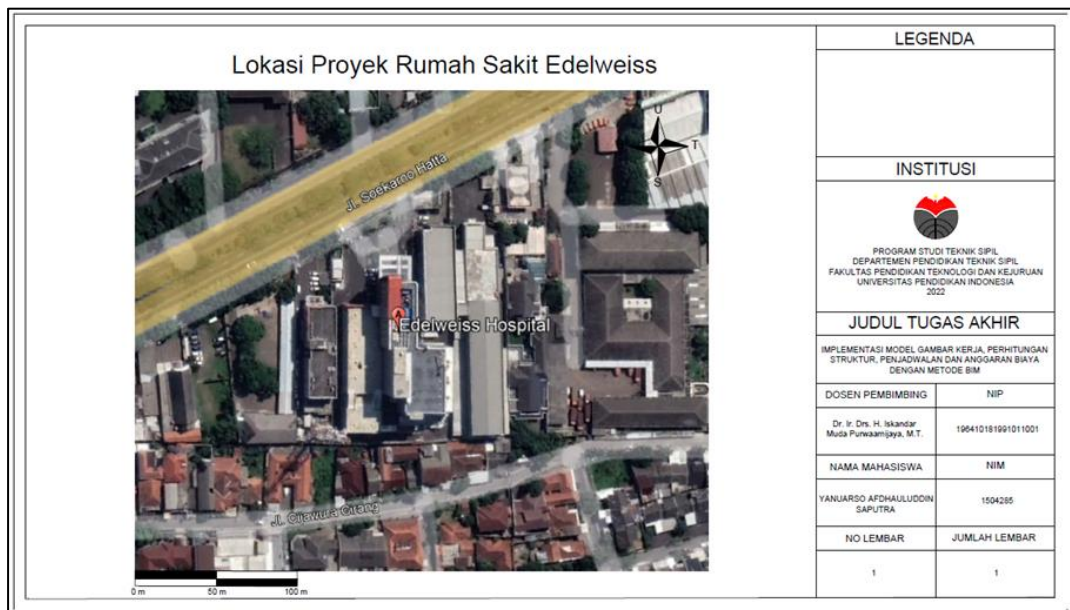 Lokasi Proyek Rumah Sakit Edelweiss
U
T
S
Jl. Soekarno Hatta
A
Edelweiss Hospital
Jl. Cijawura Girang
0 m
50 m
100 m
LEGENDA
INSTITUSI
PROGRAM STUDI TEKNIK SIPIL
DEPARTEMEN PENDIDIKAN TEKNIK SIPIL
FAKULTAS PENDIDIKAN TEKNOLOGI DAN KEJURUAN
UNIVERSITAS PENDIDIKAN INDONESIA
2022
JUDUL TUGAS AKHIR
IMPLEMENTASI MODEL GAMBAR KERJA, PERHITUNGAN
STRUKTUR, PENJADWALAN DAN ANGGARAN BIAYA
DENGAN METODE BIM
DOSEN PEMBIMBING
NIP
Dr. Ir. Drs. H. Iskandar
Muda Purwaamijaya, M.T.
196410181991011001
NAMA MAHASISWA
NIM
YANUARSO AFDHAULUDDIN
SAPUTRA
1504285
NO LEMBAR
JUMLAH LEMBAR
1
1